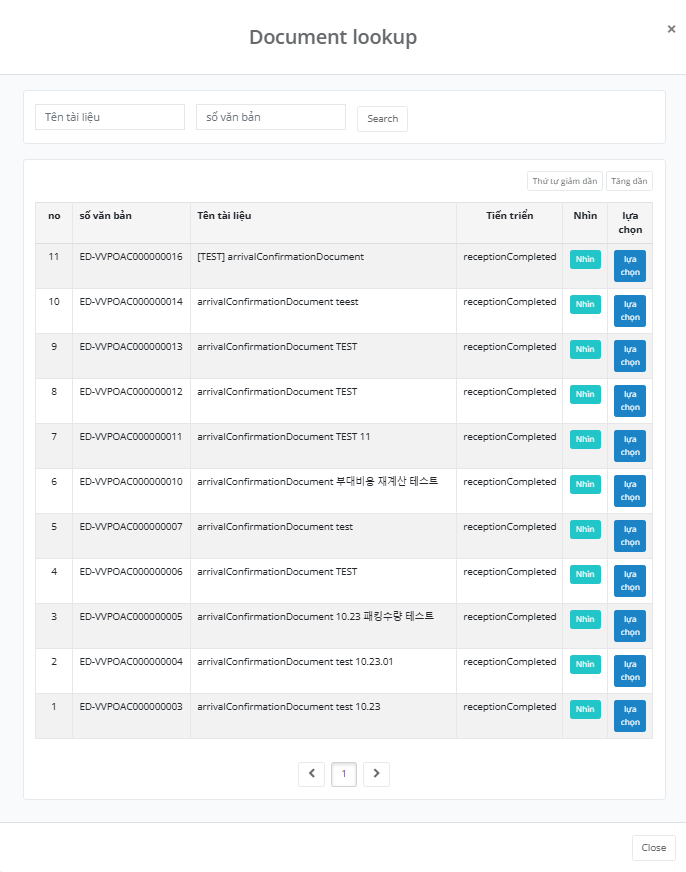 Document lookup
×
Tên tài liệu số văn bản Search
Thứ tự giảm dần Tăng dần
no số văn bản Tên tài liệu Tiến triển Nhìn lựa chọn
11 ED-VVPOAC000000016 [TEST] arrivalConfirmationDocument receptionCompleted Nhìn lựa chọn
10 ED-VVPOAC000000014 arrivalConfirmationDocument teest receptionCompleted Nhìn lựa chọn
9 ED-VVPOAC000000013 arrivalConfirmationDocument TEST receptionCompleted Nhìn lựa chọn
8 ED-VVPOAC000000012 arrivalConfirmationDocument TEST receptionCompleted Nhìn lựa chọn
7 ED-VVPOAC000000011 arrivalConfirmationDocument TEST 11 receptionCompleted Nhìn lựa chọn
6 ED-VVPOAC000000010 arrivalConfirmationDocument 부대비용 재계산 테스트 receptionCompleted Nhìn lựa chọn
5 ED-VVPOAC000000007 arrivalConfirmationDocument test receptionCompleted Nhìn lựa chọn
4 ED-VVPOAC000000006 arrivalConfirmationDocument TEST receptionCompleted Nhìn lựa chọn
3 ED-VVPOAC000000005 arrivalConfirmationDocument 10.23 패킹수량 테스트 receptionCompleted Nhìn lựa chọn
2 ED-VVPOAC000000004 arrivalConfirmationDocument test 10.23.01 receptionCompleted Nhìn lựa chọn
1 ED-VVPOAC000000003 arrivalConfirmationDocument test 10.23 receptionCompleted Nhìn lựa chọn
1
Close